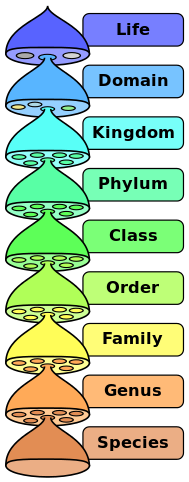 Life
Domain
Kingdom
Phylum
Class
Order
Family
Genus
Species